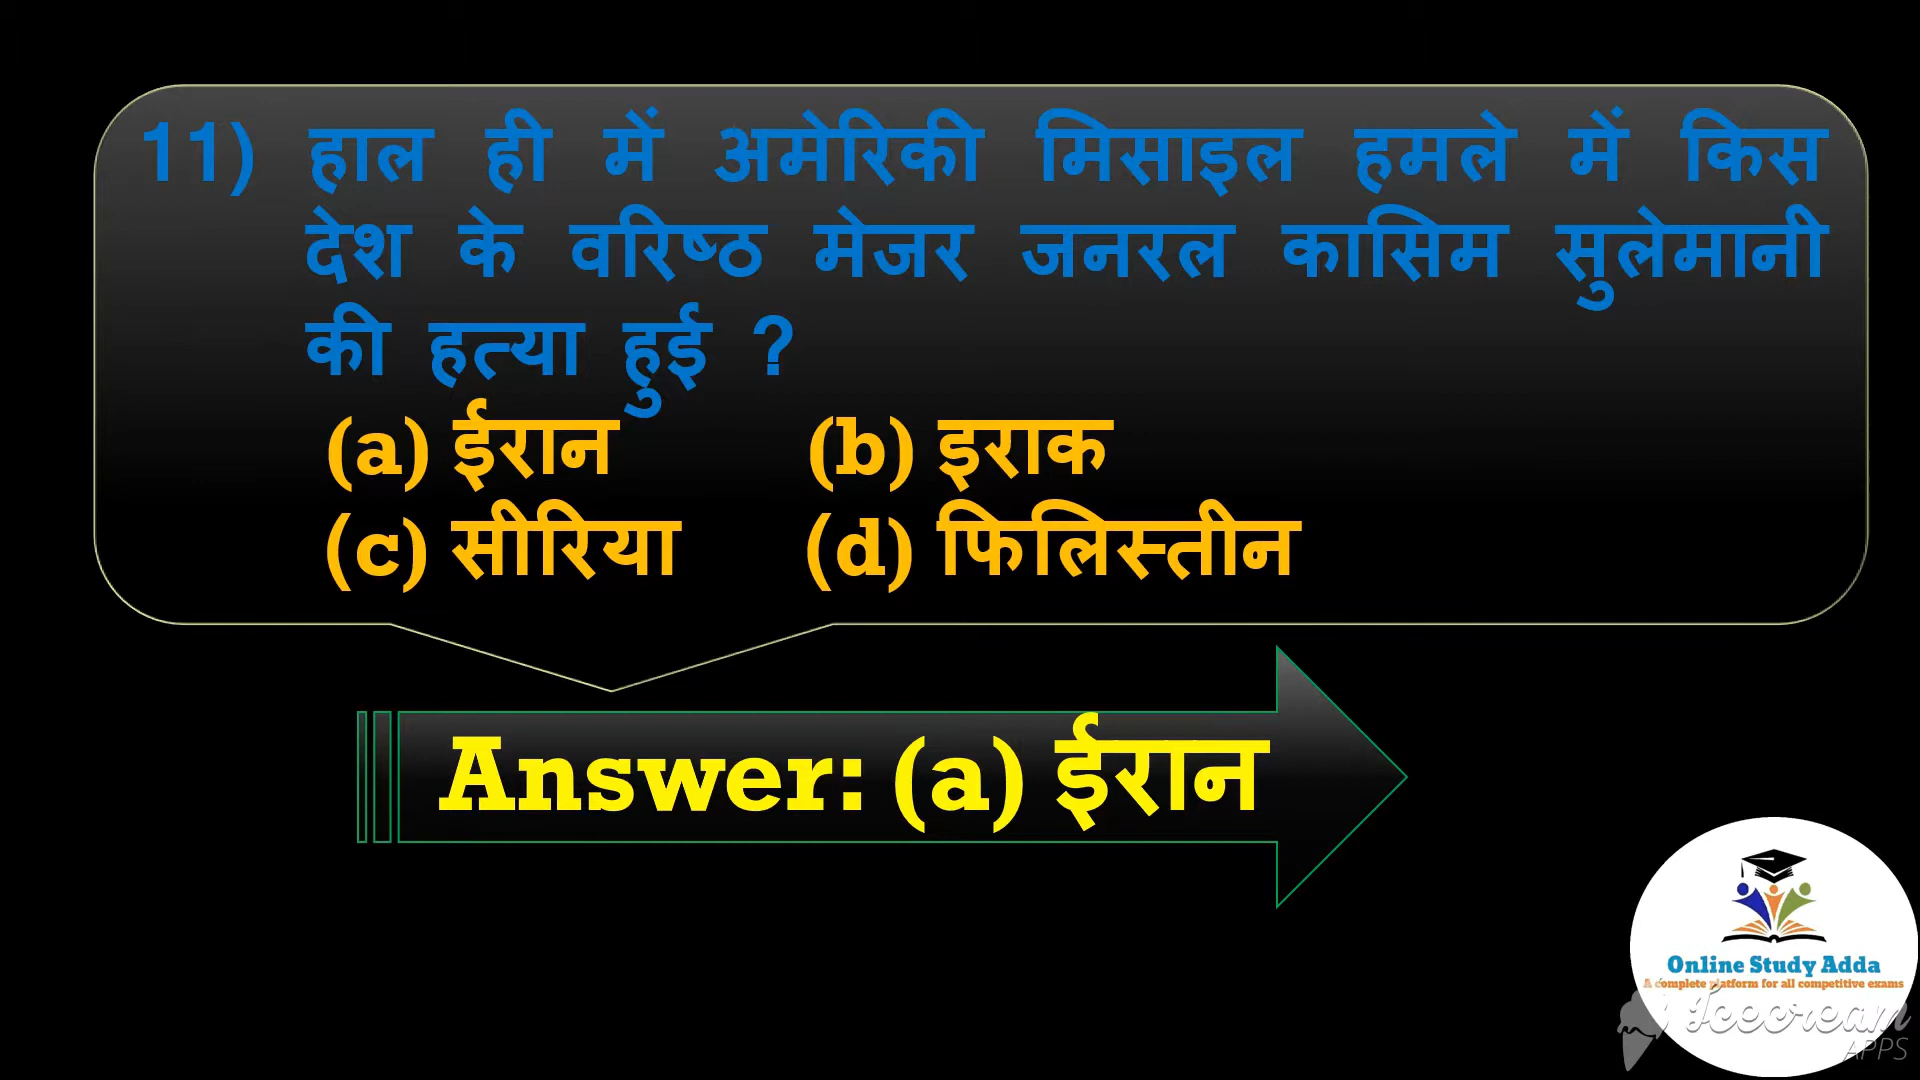 11) हाल ही में अमेरिकी मिसाइल हमले में किस
देश के वरिष्ठ मेजर जनरल कासिम सुलेमानी
की हत्या हुई ?
(a) ईरान (b) इराक
(c) सीरिया (d) फिलिस्तीन
Answer: (a) ईरान
Online Study Adda
A complete platform for all competitive exams
Icecream
APPS